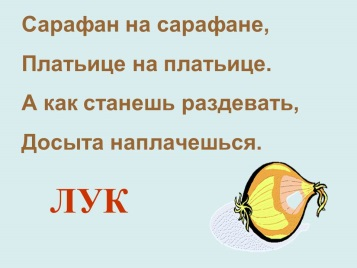 Сарафан на сарафане,
Платьице на платьице.
А как станешь раздевать,
Досыта наплачешься.
ЛУК